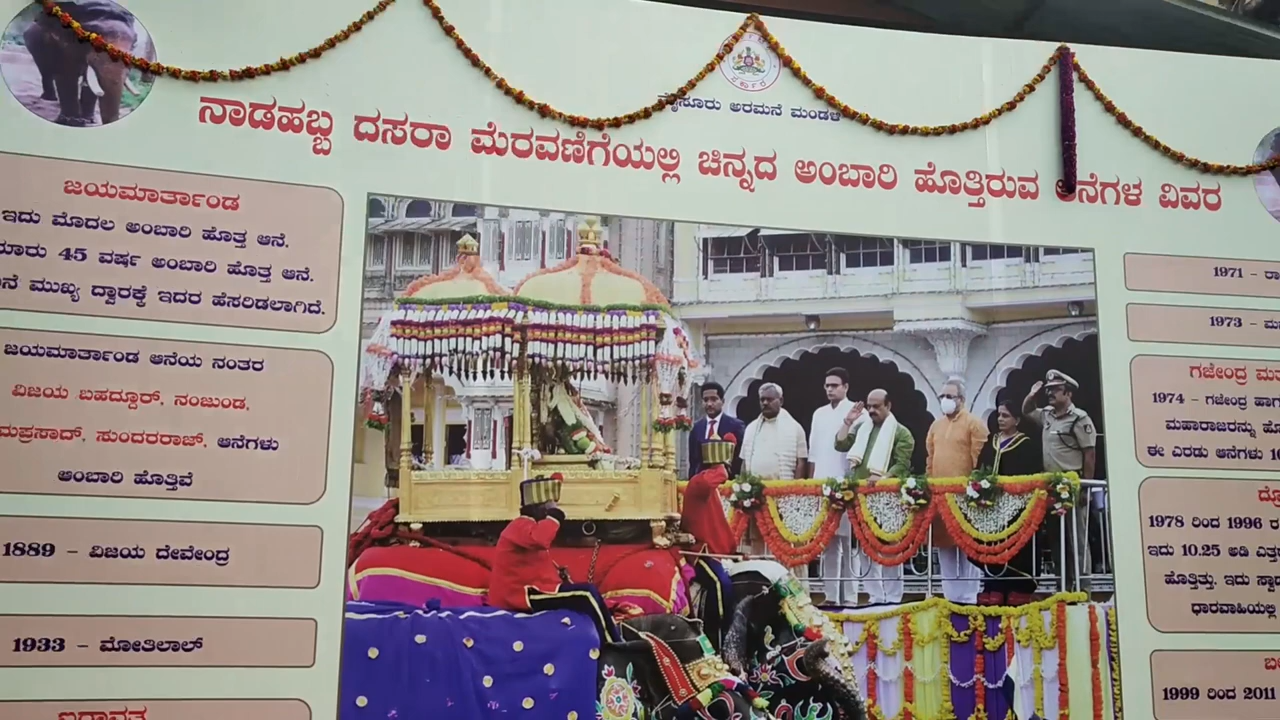 ಮೈಸೂರು ಅರಮನೆ ಮಂಡಳಿ
ನಾಡಹಬ್ಬ ದಸರಾ ಮೆರವಣಿಗೆಯಲ್ಲಿ ಚಿನ್ನದ ಅಂಬಾರಿ ಹೊತ್ತಿರುವ ಆನೆಗಳ ವಿವರ
ಜಯಮಾರ್ತಾಂಡ
ಇದು ಮೊದಲ ಅಂಬಾರಿ ಹೊತ್ತ ಆನೆ.
45 ವರ್ಷ ಅಂಬಾರಿ ಹೊತ್ತ ಆನೆ.
ಮುಖ್ಯ ದ್ವಾರಕ್ಕೆ ಇದರ ಹೆಸರಿಡಲಾಗಿದೆ.
ಜಯಮಾರ್ತಾಂಡ ಆನೆಯ ನಂತರ
ವಿಜಯ ಬಹದ್ದೂರ್, ನಂಜುಂಡ,
ಸುಂದರರಾಜ್, ಆನೆಗಳು
ಅಂಬಾರಿ ಹೊತ್ತಿವೆ
1889 - ವಿಜಯ ದೇವೇಂದ್ರ
1933 - ಮೋತಿಲಾಲ್
ಐರಾವತ
1971 -
1973 -
ಗಜೇಂದ್ರ
1974 - ಗಜೇಂದ್ರ
ಮಹಾರಾಜರನ್ನು
ಈ ಎರಡು ಆನೆಗಳು
1978 ರಿಂದ 1996
ಇದು 10.25 ಅಡಿ
ಹೊತ್ತಿತ್ತು. ಇದು
ಧಾರವಾಹಿಯಲ್ಲಿ
1999 ರಿಂದ 2011